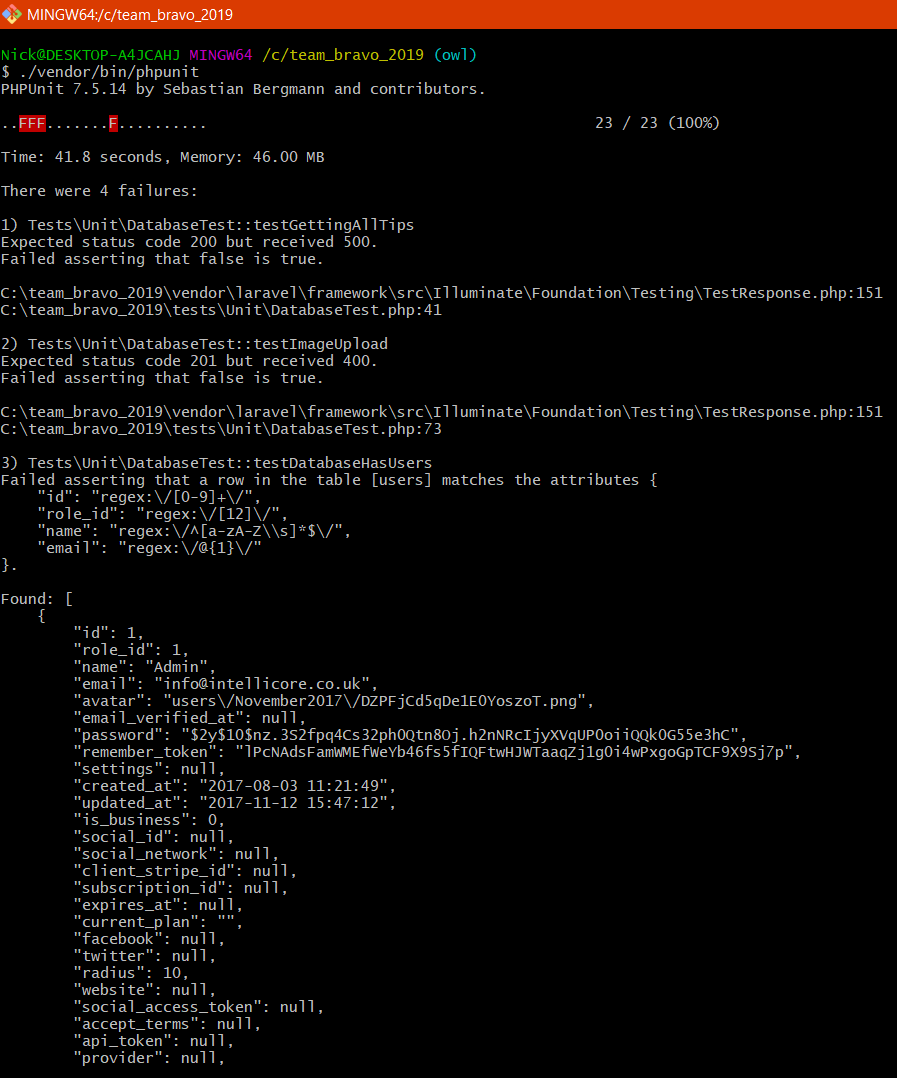 MINGW64:/c/team_bravo_2019
Nick@DESKTOP-A4JCAHJ MINGW64 /c/team_bravo_2019 (owl)
$ ./vendor/bin/phpunit
PHPUnit 7.5.14 by Sebastian Bergmann and contributors.
..FFF.......F.......... 23 / 23 (100%)
Time: 41.8 seconds, Memory: 46.00 MB
There were 4 failures:
1) Tests\Unit\DatabaseTest::testGettingAllTips
Expected status code 200 but received 500.
Failed asserting that false is true.
C:\team_bravo_2019\vendor\laravel\framework\src\Illuminate\Foundation\Testing\TestResponse.php:151
C:\team_bravo_2019\tests\Unit\DatabaseTest.php:41
2) Tests\Unit\DatabaseTest::testImageUpload
Expected status code 201 but received 400.
Failed asserting that false is true.
C:\team_bravo_2019\vendor\laravel\framework\src\Illuminate\Foundation\Testing\TestResponse.php:151
C:\team_bravo_2019\tests\Unit\DatabaseTest.php:73
3) Tests\Unit\DatabaseTest::testDatabaseHasUsers
Failed asserting that a row in the table [users] matches the attributes {
"id": "regex:\/[0-9]+\/",
"role_id": "regex:\/[12]\/",
"name": "regex:\/^[a-zA-Z\\s]*$\/",
"email": "regex:\/@{1}\/"
}.
Found: [
{
"id": 1,
"role_id": 1,
"name": "Admin",
"email": "info@intellicore.co.uk",
"avatar": "users\/November2017\/DZPFjCd5qDe1E0YoszoT.png",
"email_verified_at": null,
"password": "$2y$10$nz.3S2fpq4Cs32phOQtn8Oj.h2nNRcIjyXVqUPOoiiQQkOG55e3hC",
"remember_token": "lPcNAdsFamWMEfWeYb46fs5fIQFtwHJWTaaqZj1g0i4wPxgoGpTCF9X9Sj7p",
"settings": null,
"created_at": "2017-08-03 11:21:49",
"updated_at": "2017-11-12 15:47:12",
"is_business": 0,
"social_id": null,
"social_network": null,
"client_stripe_id": null,
"subscription_id": null,
"expires_at": null,
"current_plan": "",
"facebook": null,
"twitter": null,
"radius": 10,
"website": null,
"social_access_token": null,
"accept_terms": null,
"api_token": null,
"provider": null,